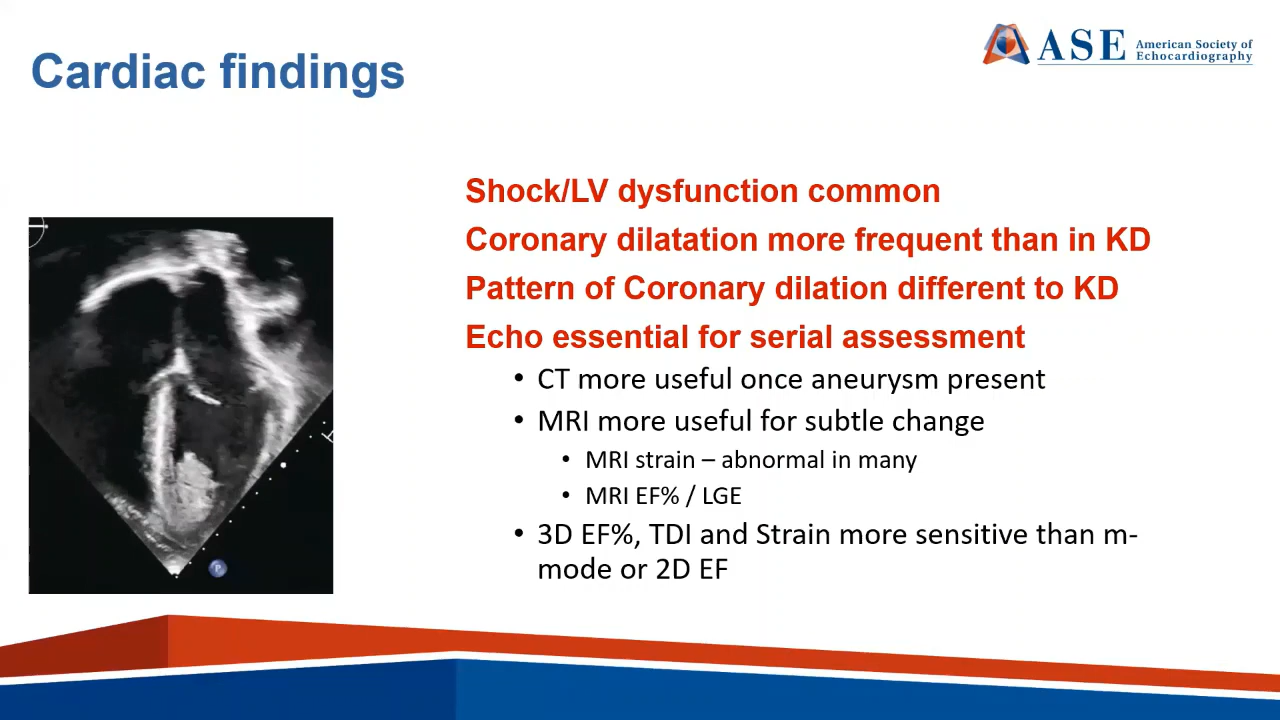 Cardiac findings
ASE American Society of
Echocardiography
Shock/LV dysfunction common
Coronary dilatation more frequent than in KD
Pattern of Coronary dilation different to KD
Echo essential for serial assessment
• CT more useful once aneurysm present
• MRI more useful for subtle change
• MRI strain – abnormal in many
• MRI EF% / LGE
• 3D EF%, TDI and Strain more sensitive than m-
mode or 2D EF
P